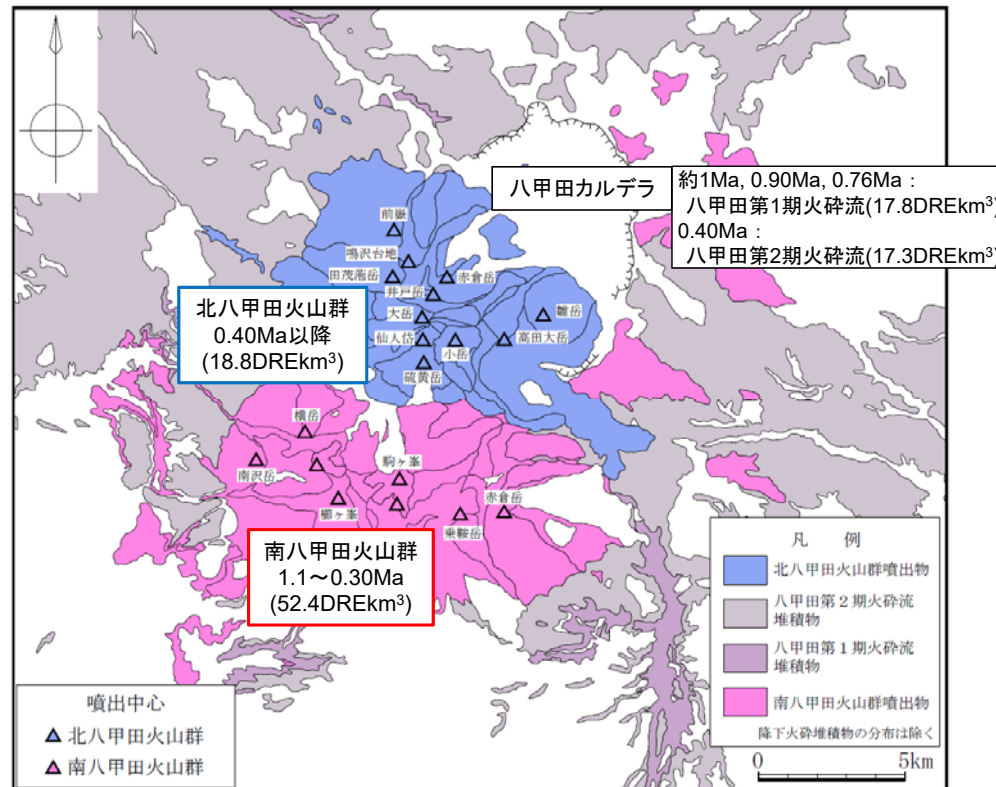 八甲田カルデラ
約1Ma, 0.90Ma, 0.76Ma：
八甲田第1期火砕流(17.8DREkm³)
0.40Ma：
八甲田第2期火砕流(17.3DREkm³)
前嶽
鳴沢台地
田茂萢岳
赤倉岳
井戸岳
大岳
雛岳
仙人岱
小岳
高田大岳
硫黄岳
北八甲田火山群
0.40Ma以降
(18.8DREkm³)
横岳
南沢岳
駒ヶ峯
櫛ヶ峯
赤倉岳
乗鞍岳
南八甲田火山群
1.1～0.30Ma
(52.4DREkm³)
凡　例
北八甲田火山群噴出物
八甲田第２期火砕流
堆積物
八甲田第１期火砕流
堆積物
南八甲田火山群噴出物
降下火砕堆積物の分布は除く
噴出中心
北八甲田火山群
南八甲田火山群
0 5km